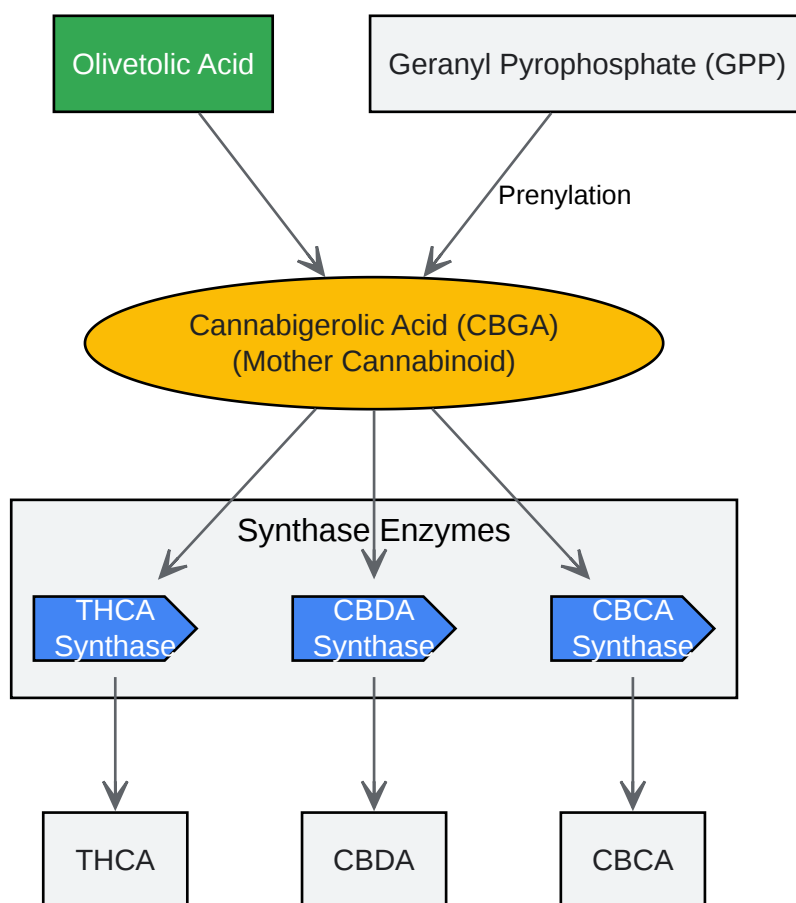 Olivetolic Acid
Geranyl Pyrophosphate (GPP)
Prenylation
Cannabigerolic Acid (CBGA)
(Mother Cannabinoid)
Synthase Enzymes
THCA
Synthase
CBDA
Synthase
CBCA
Synthase
THCA
CBDA
CBCA